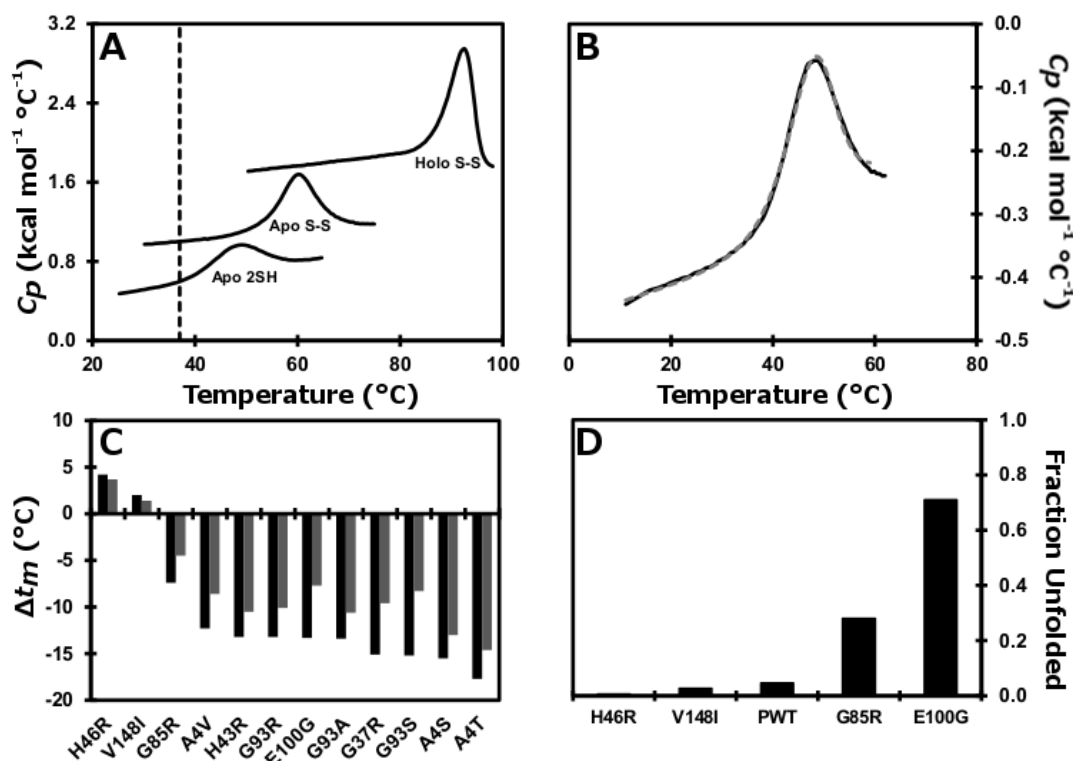 A
Cp (kcal mol⁻¹ °C⁻¹)
3.2
2.4
1.6
0.8
0.0
Holo S-S
Apo S-S
Apo 2SH
20 40 60 80 100
Temperature (°C)
B
0.0
-0.1
-0.2
-0.3
-0.4
-0.5
Cp (kcal mol⁻¹ °C⁻¹)
0 20 40 60 80
Temperature (°C)
C
Δtm (°C)
10
5
0
-5
-10
-15
-20
H46R V148I G85R A4V H43R G93R E100G G93A G37R G93S A4S A4T
D
1.0
0.8
0.6
0.4
0.2
0.0
Fraction Unfolded
H46R V148I PWT G85R E100G